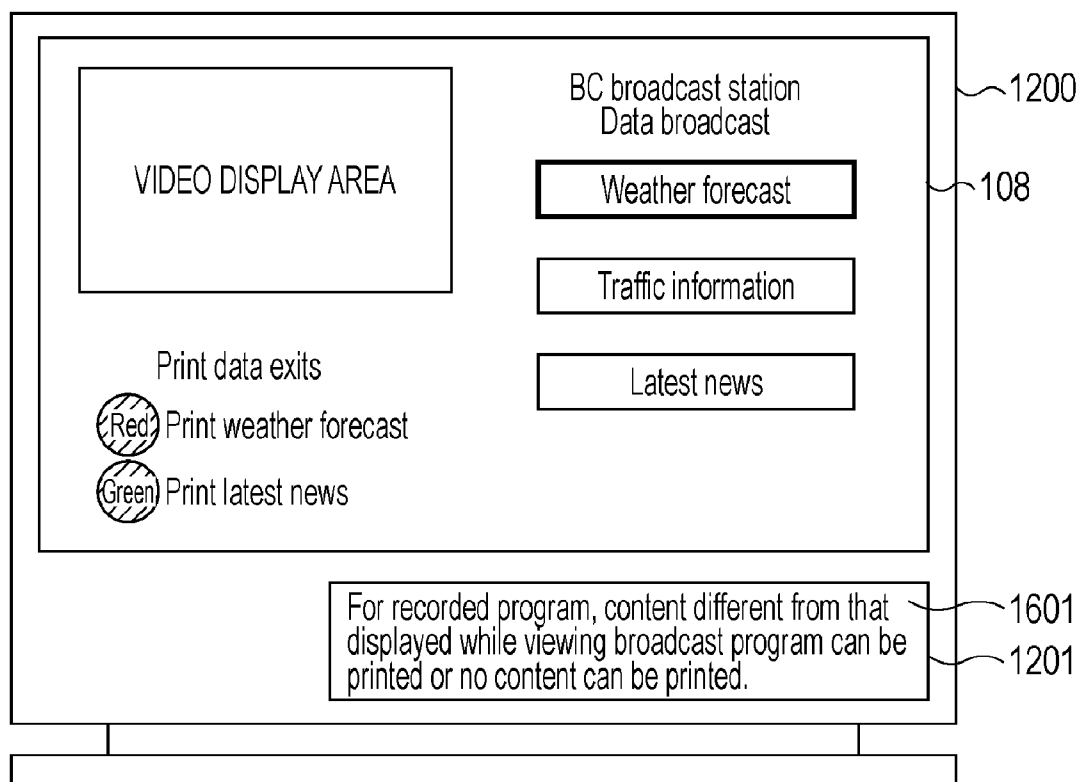 BC broadcast station
Data broadcast
VIDEO DISPLAY AREA
Weather forecast
Traffic information
Latest news
Print data exits
Red Print weather forecast
Green Print latest news
For recorded program, content different from that
displayed while viewing broadcast program can be
printed or no content can be printed.
1200
108
1601
1201